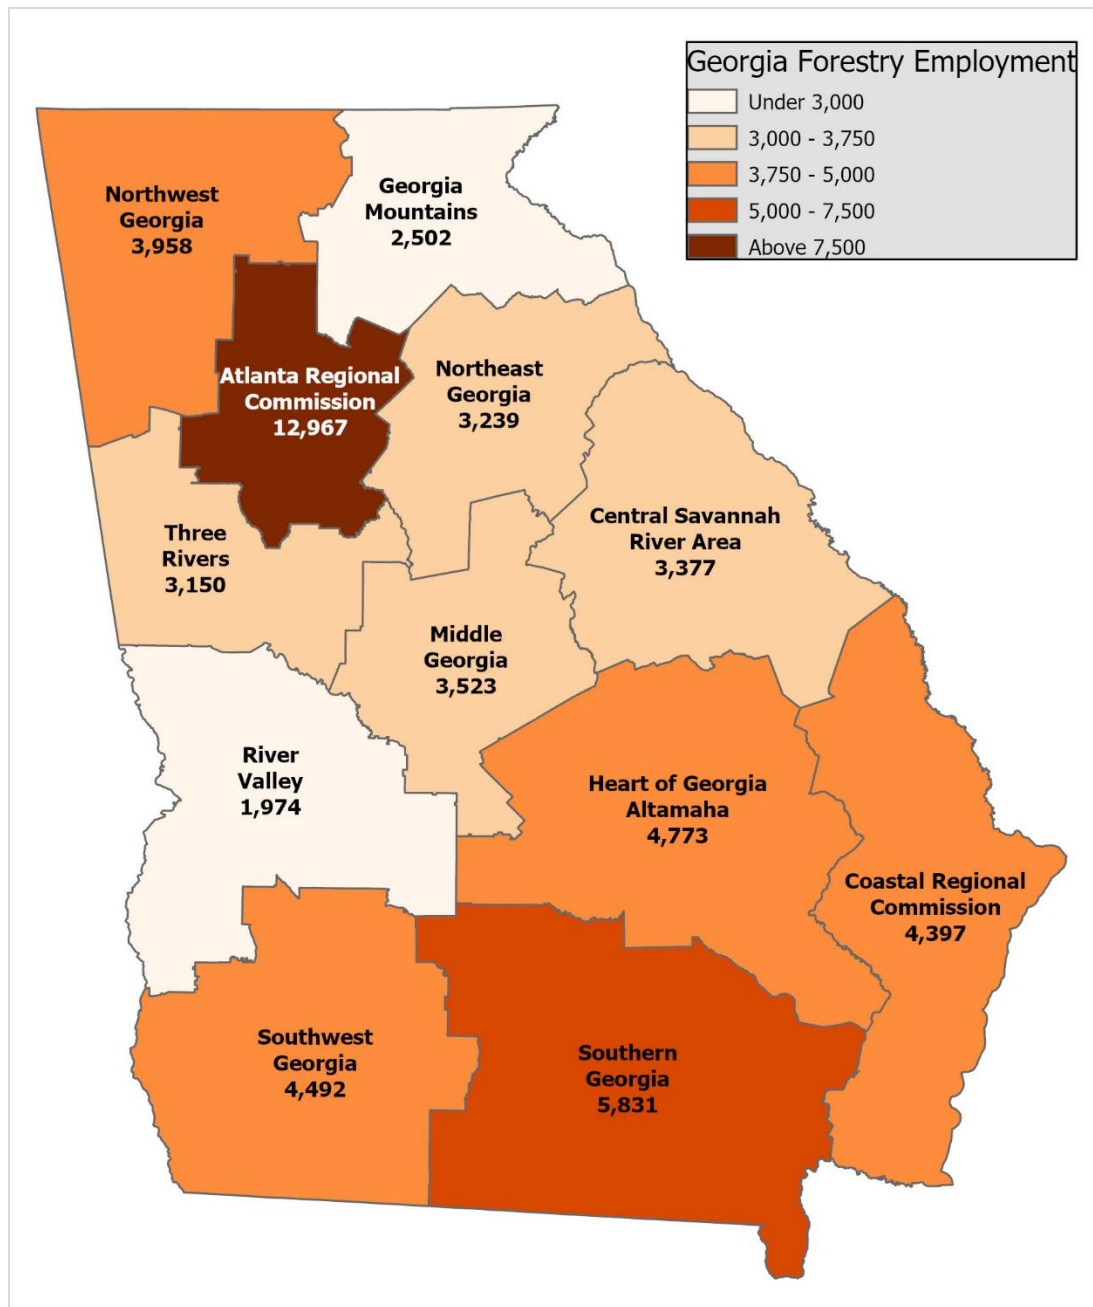 Georgia Forestry Employment
Under 3,000
3,000 - 3,750
3,750 - 5,000
5,000 - 7,500
Above 7,500
Northwest
Georgia
3,958
Georgia
Mountains
2,502
Atlanta Regional
Commission
12,967
Northeast
Georgia
3,239
Central Savannah
River Area
3,377
Three
Rivers
3,150
Middle
Georgia
3,523
River
Valley
1,974
Heart of Georgia
Altamaha
4,773
Coastal Regional
Commission
4,397
Southwest
Georgia
4,492
Southern
Georgia
5,831